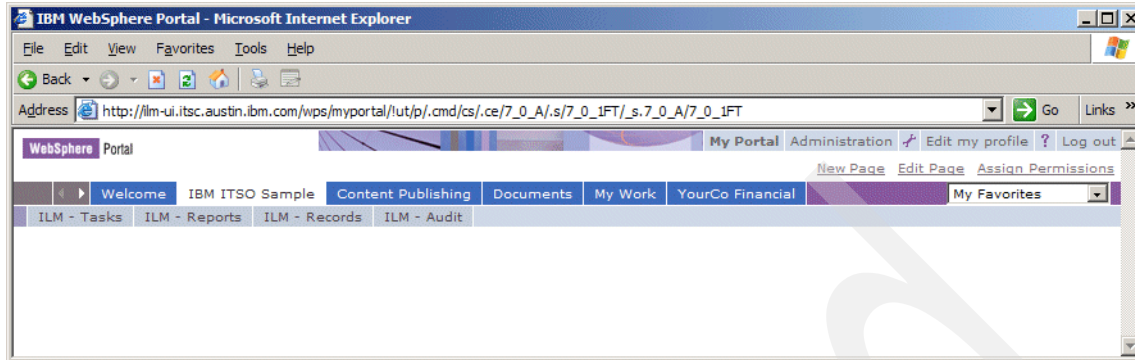 IBM WebSphere Portal - Microsoft Internet Explorer
File Edit View Favorites Tools Help
Back
Address http://ilm-ui.itsc.austin.ibm.com/wps/myportal/!ut/p/.cmd/cs/.ce/7_0_A/.s/7_0_1FT/_s.7_0_A/7_0_1FT Go Links »
WebSphere Portal My Portal Administration Edit my profile ? Log out
New Page Edit Page Assign Permissions
Welcome IBM ITSO Sample Content Publishing Documents My Work YourCo Financial My Favorites
ILM - Tasks ILM - Reports ILM - Records ILM - Audit